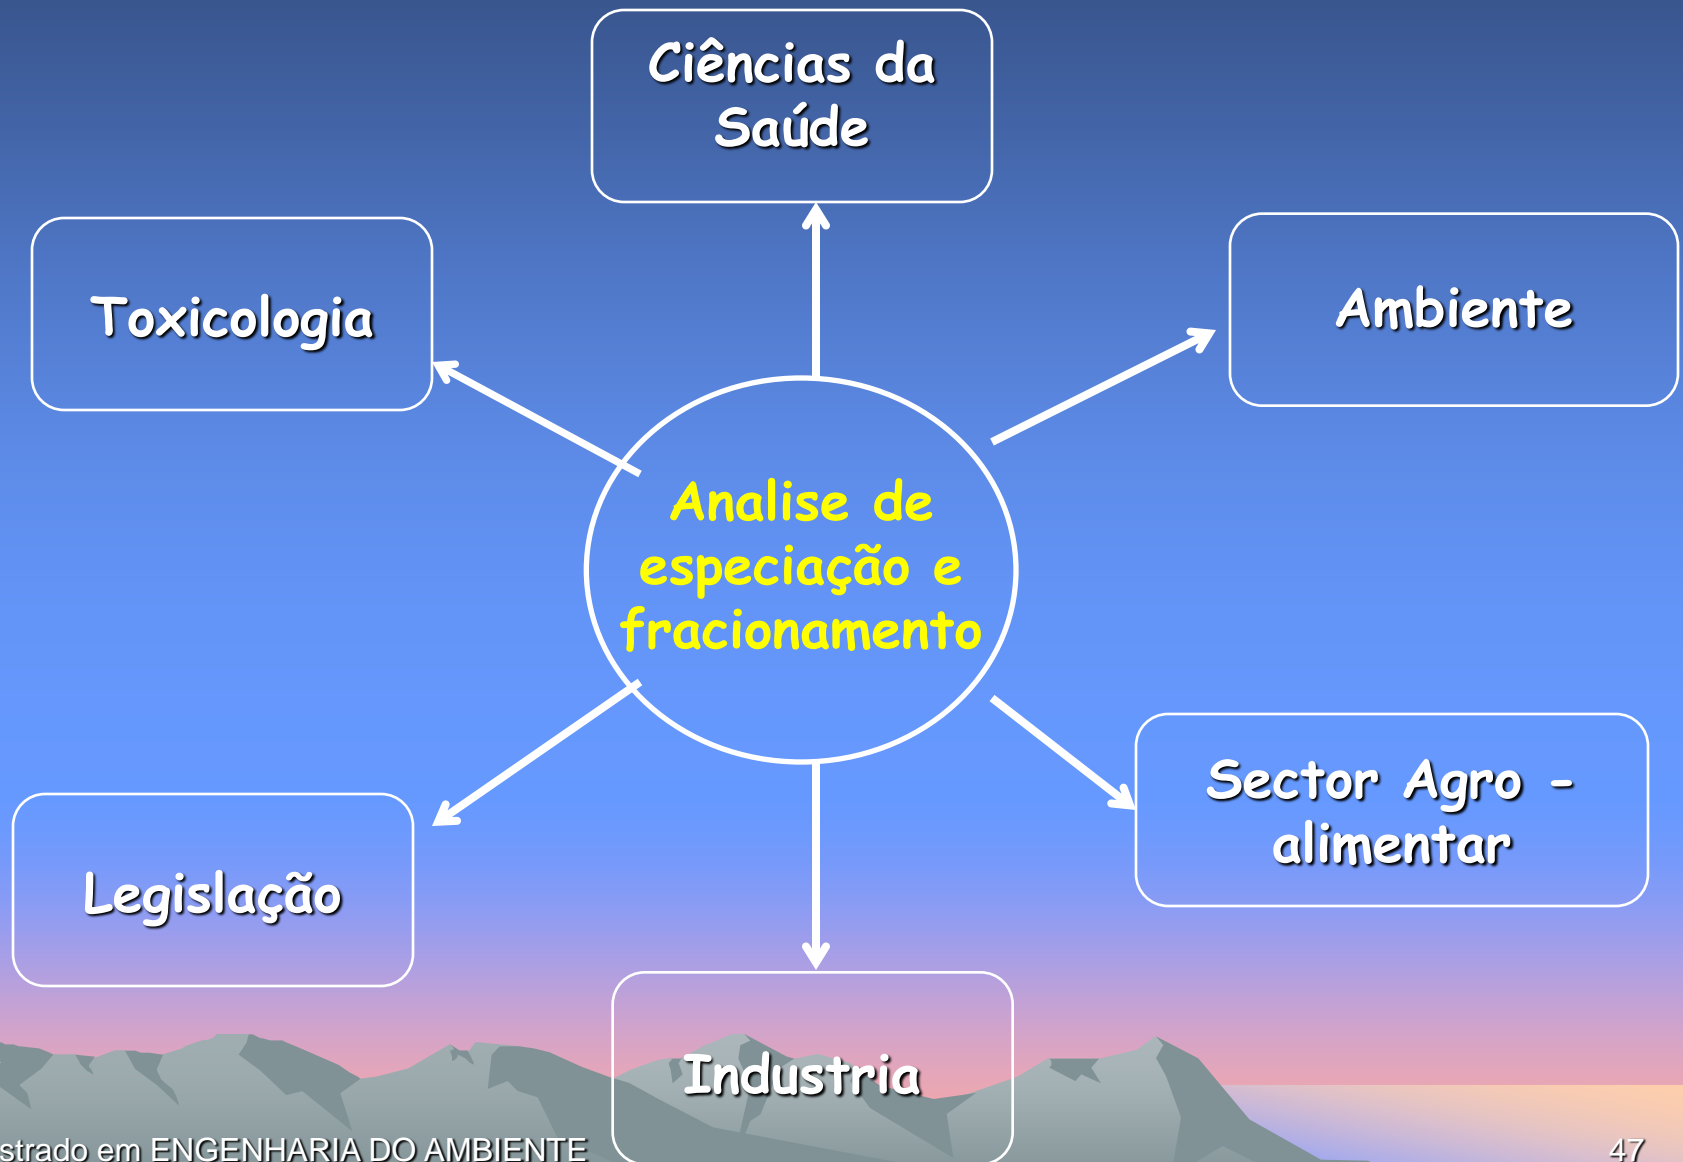 Ciências da
Saúde
Toxicologia
Ambiente
Analise de
especiação e
fracionamento
Sector Agro -
alimentar
Legislação
Industria
strado em ENGENHARIA DO AMBIENTE
47